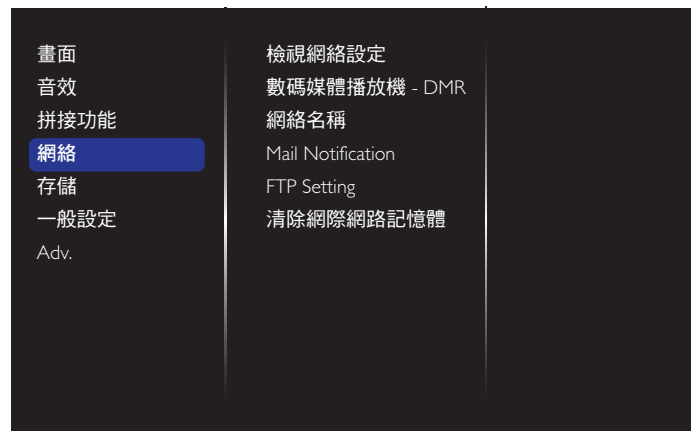 畫面
音效
拼接功能
網絡
存儲
一般設定
Adv.
檢視網絡設定
數碼媒體播放機 - DMR
網絡名稱
Mail Notification
FTP Setting
清除網際網路記憶體